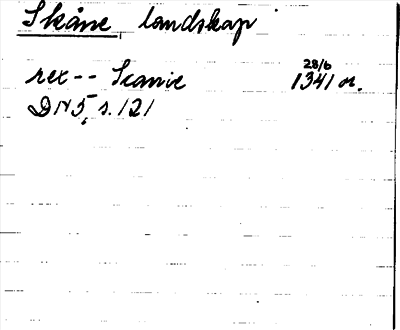 Skåne, landskap
rex -- Scanie 28/6 1341 or.
DN 5, s. 121